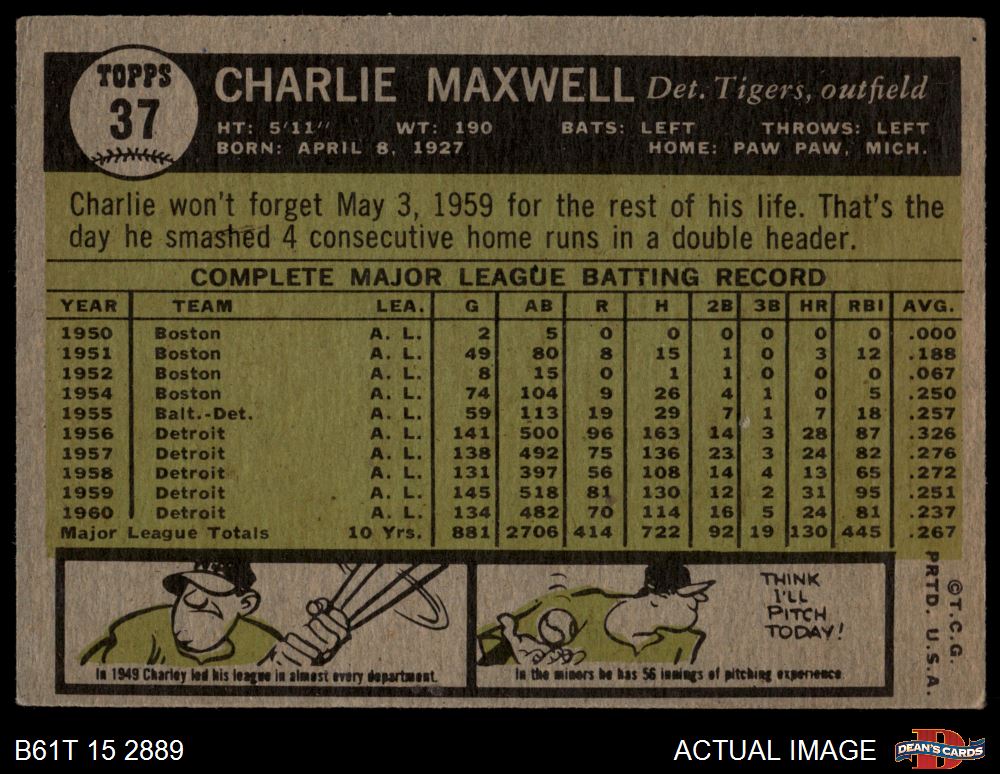 TOPPS
37
CHARLIE MAXWELL Det. Tigers, outfield
HT: 5'11" WT: 190 BATS: LEFT THROWS: LEFT
BORN: APRIL 8, 1927 HOME: PAW PAW, MICH.
Charlie won't forget May 3, 1959 for the rest of his life. That's the
day he smashed 4 consecutive home runs in a double header.
COMPLETE MAJOR LEAGUE BATTING RECORD
YEAR TEAM LEA. G AB R H 2B 3B HR RBI AVG.
1950 Boston A. L. 2 5 0 0 0 0 0 0 .000
1951 Boston A. L. 49 80 8 15 1 0 3 12 .188
1952 Boston A. L. 8 15 0 1 1 0 0 0 .067
1954 Boston A. L. 74 104 9 26 4 1 0 5 .250
1955 Balt.-Det. A. L. 59 113 19 29 7 1 7 18 .257
1956 Detroit A. L. 141 500 96 163 14 3 28 87 .326
1957 Detroit A. L. 138 492 75 136 23 3 24 82 .276
1958 Detroit A. L. 131 397 56 108 14 4 13 65 .272
1959 Detroit A. L. 145 518 81 130 12 2 31 95 .251
1960 Detroit A. L. 134 482 70 114 16 5 24 81 .237
Major League Totals 10 Yrs. 881 2706 414 722 92 19 130 445 .267
In 1949 Charley led his league in almost every department.
THINK
I'LL
PITCH
TODAY!
In the minors he has 56 innings of pitching experience
©T.C.G.
PRTD. U.S.A.
B61T 15 2889
ACTUAL IMAGE
D
DEAN'S CARDS